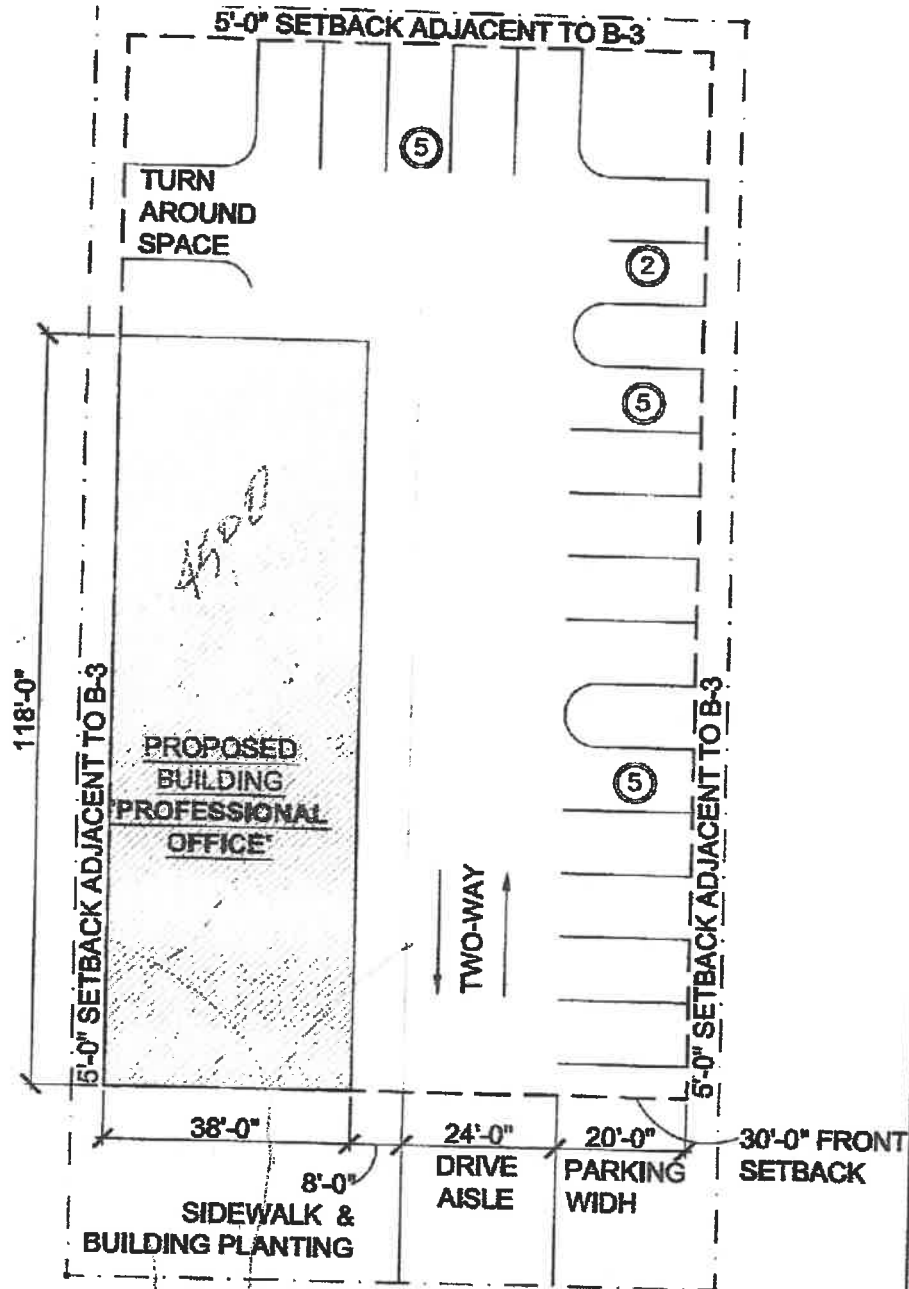 5'-0" SETBACK ADJACENT TO B-3
5
TURN
AROUND
SPACE
2
5
4500
118'-0"
5'-0" SETBACK ADJACENT TO B-3
PROPOSED
BUILDING
'PROFESSIONAL
OFFICE'
5
TWO-WAY
5'-0" SETBACK ADJACENT TO B-3
38'-0"
8'-0"
SIDEWALK &
BUILDING PLANTING
24'-0"
DRIVE
AISLE
20'-0"
PARKING
WIDH
30'-0" FRONT
SETBACK